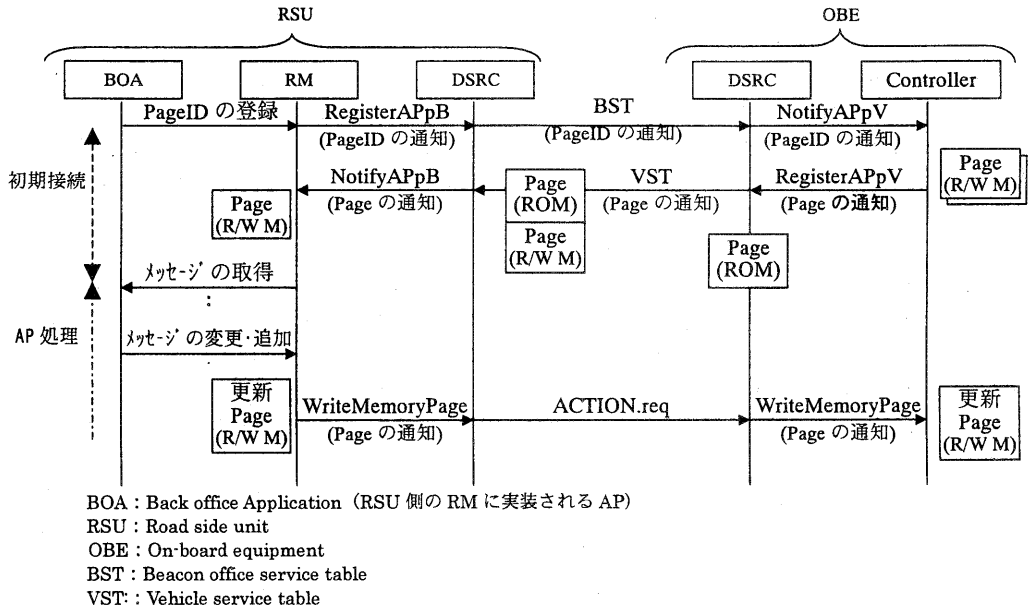 RSU OBE
BOA RM DSRC DSRC Controller
PageID の登録 RegisterAPpB BST NotifyAPpV
(PageID の通知) (PageID の通知) (PageID の通知)
初期接続
NotifyAPpB VST RegisterAPpV
(Page の通知) (Page の通知) (Page の通知)
Page
(R/W M)
Page
(ROM)
Page
(R/W M)
Page
(ROM)
Page
(R/W M)
メッセージの取得
:
AP 処理
メッセージの変更・追加
更新
Page
(R/W M)
WriteMemoryPage ACTION.req WriteMemoryPage
(Page の通知) (Page の通知)
更新
Page
(R/W M)
BOA : Back office Application（RSU 側の RM に実装される AP）
RSU : Road side unit
OBE : On-board equipment
BST : Beacon office service table
VST: : Vehicle service table